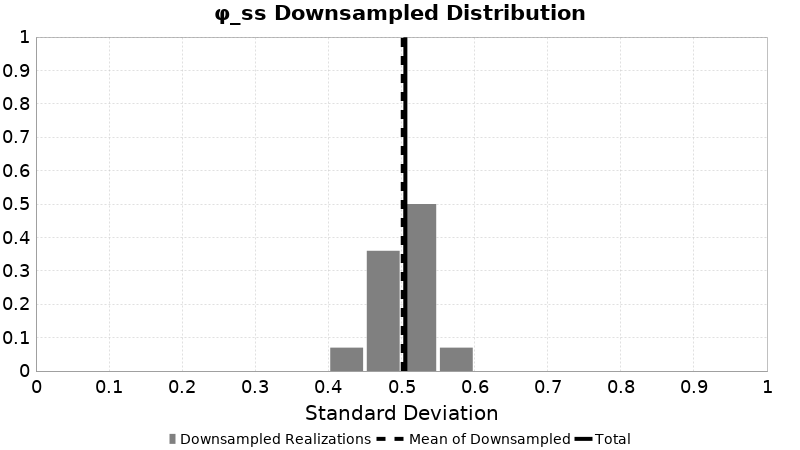 φ_ss Downsampled Distribution
1
0.9
0.8
0.7
0.6
0.5
0.4
0.3
0.2
0.1
0
0 0.1 0.2 0.3 0.4 0.5 0.6 0.7 0.8 0.9 1
Standard Deviation
Downsampled Realizations Mean of Downsampled Total